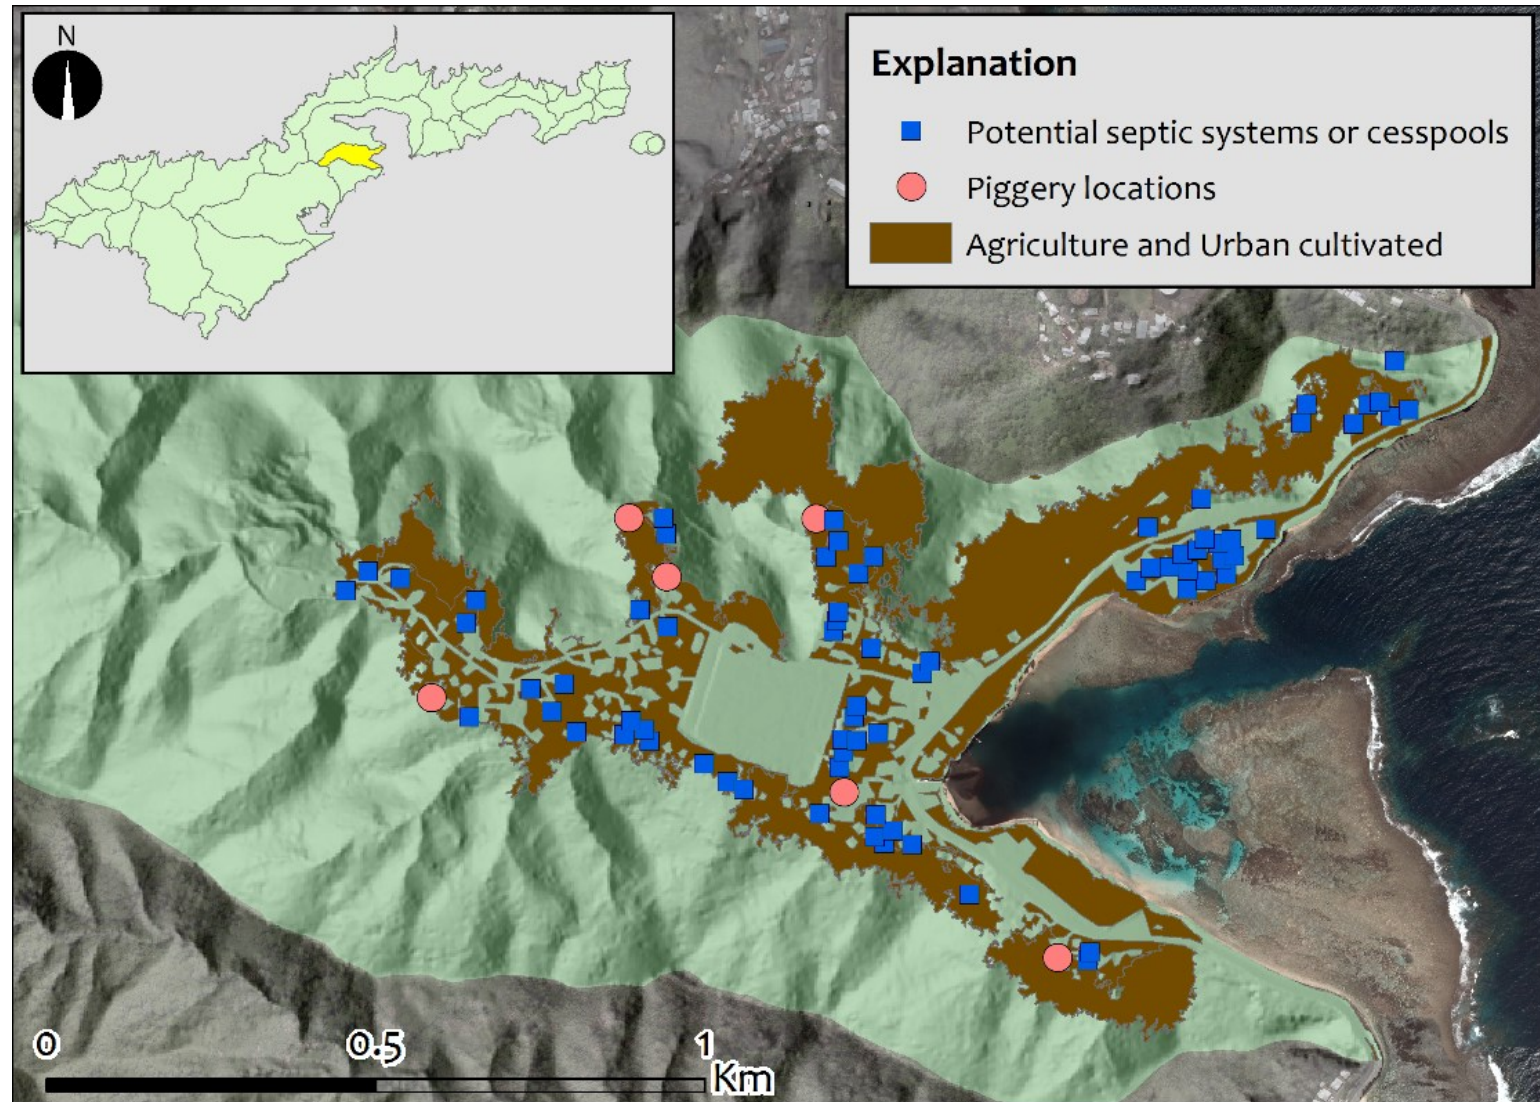 N
Explanation
Potential septic systems or cesspools
Piggery locations
Agriculture and Urban cultivated
0 0.5 1
Km